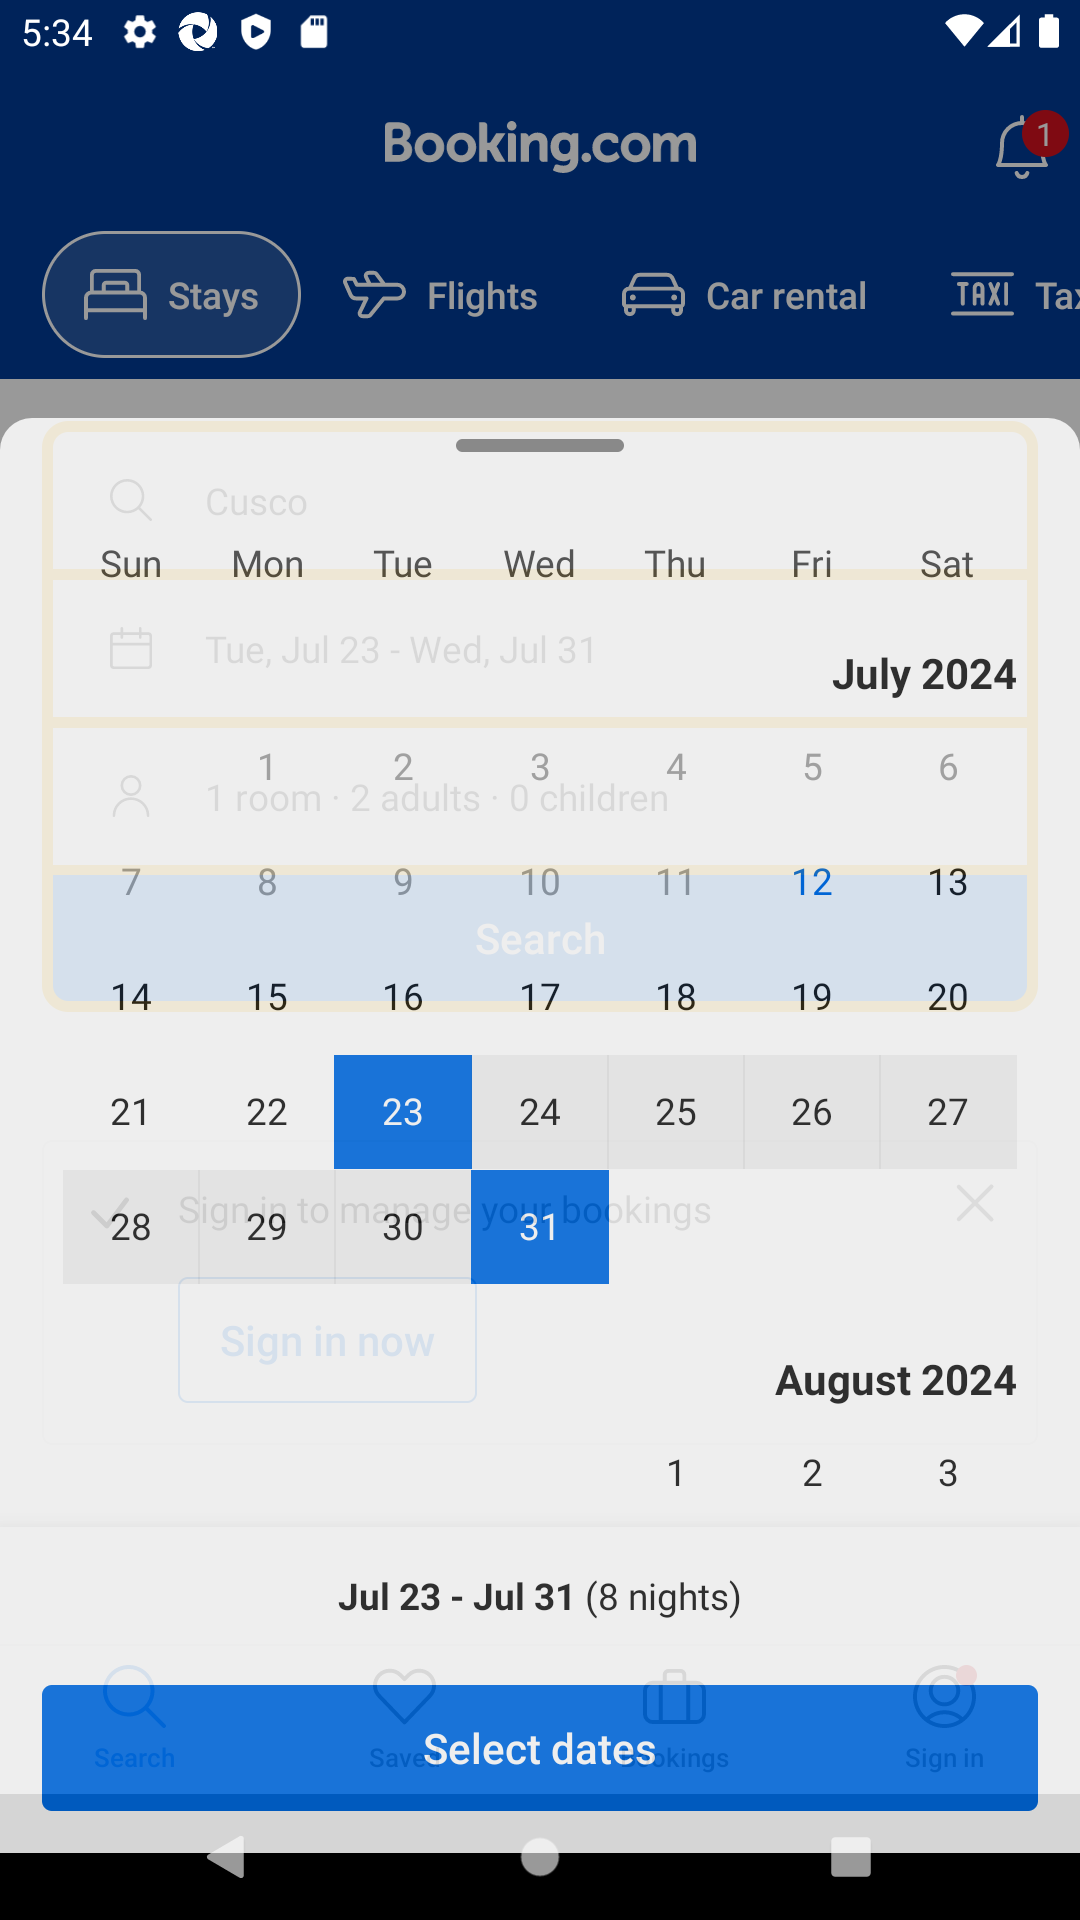 5:34
Booking.com
1
Stays Flights Car rental Tax
Cusco
Sun Mon Tue Wed Thu Fri Sat
Tue, Jul 23 - Wed, Jul 31
July 2024
1 2 3 4 5 6
1 room · 2 adults · 0 children
7 8 9 10 11 12 13
Search
14 15 16 17 18 19 20
21 22 23 24 25 26 27
Sign in to manage your bookings
28 29 30 31
Sign in now
August 2024
1 2 3
Jul 23 - Jul 31 (8 nights)
Select dates
Search Saved Bookings Sign in